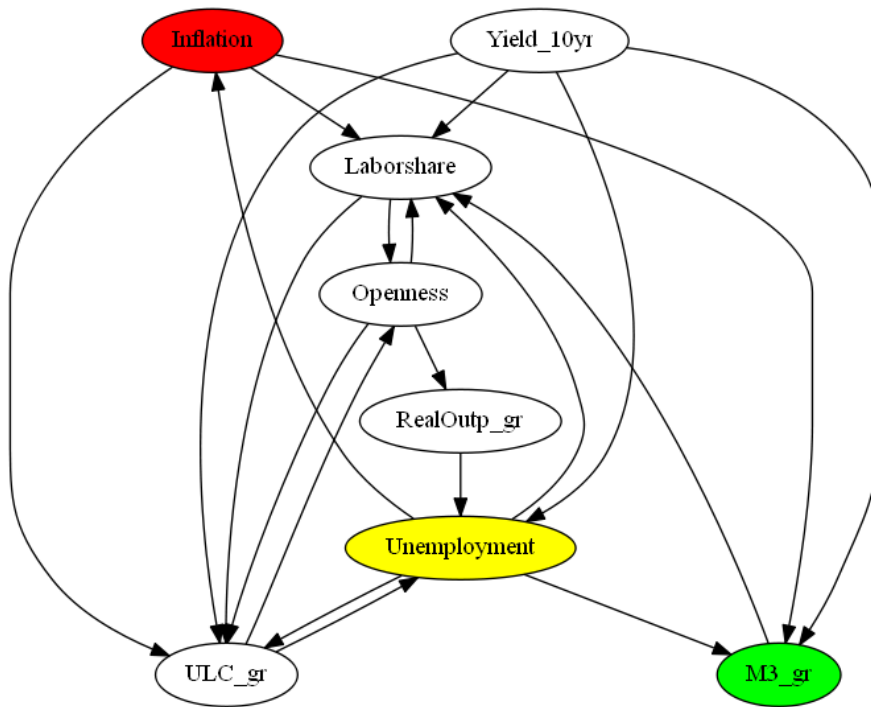 Inflation
Yield_10yr
Laborshare
Openness
RealOutp_gr
Unemployment
ULC_gr
M3_gr